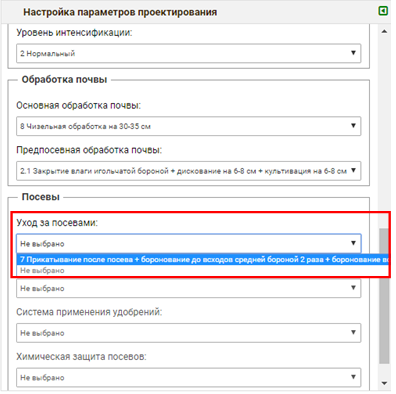 Настройка параметров проектирования
Уровень интенсификации:
2 Нормальный
Обработка почвы
Основная обработка почвы:
8 Чизельная обработка на 30-35 см
Предпосевная обработка почвы:
2.1 Закрытие влаги игольчатой бороной + дискование на 6-8 см + культивация на 6-8 см
Посевы
Уход за посевами:
Не выбрано
7 Прикатывание после посева + боронование до всходов средней бороной 2 раза + боронование
Не выбрано
Не выбрано
Система применения удобрений:
Не выбрано
Химическая защита посевов:
Не выбрано